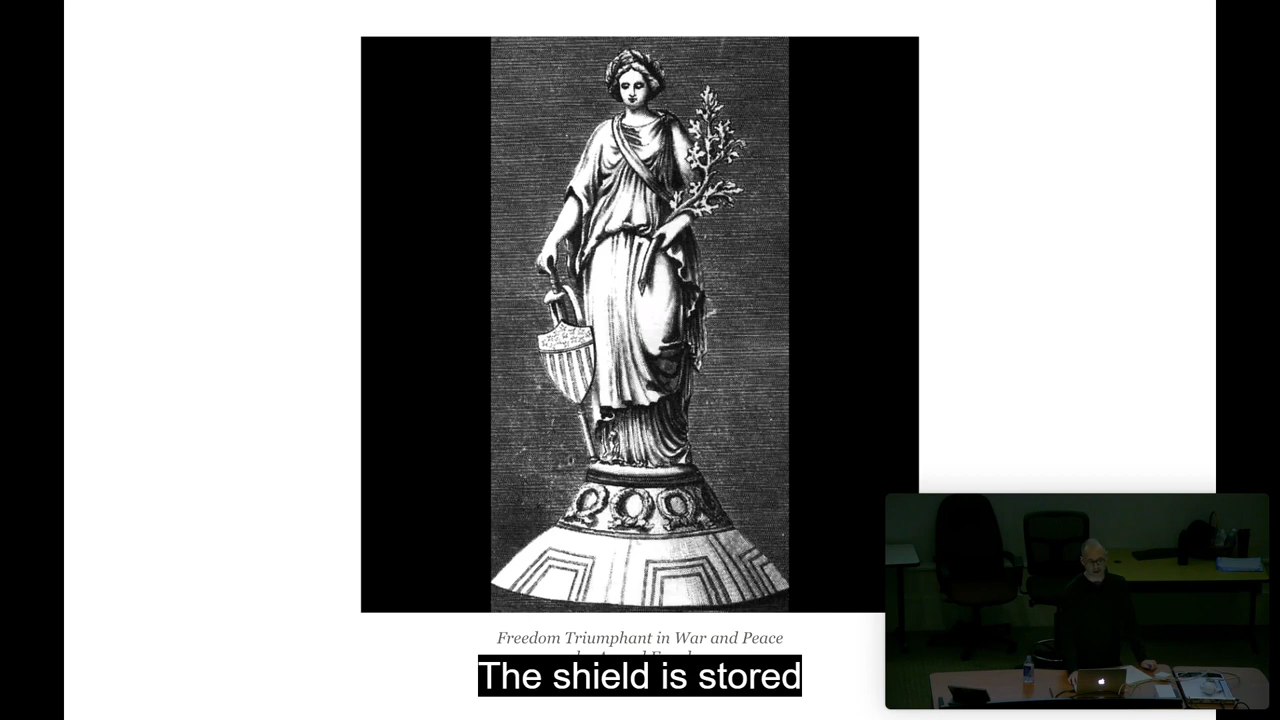 Freedom Triumphant in War and Peace
The shield is stored